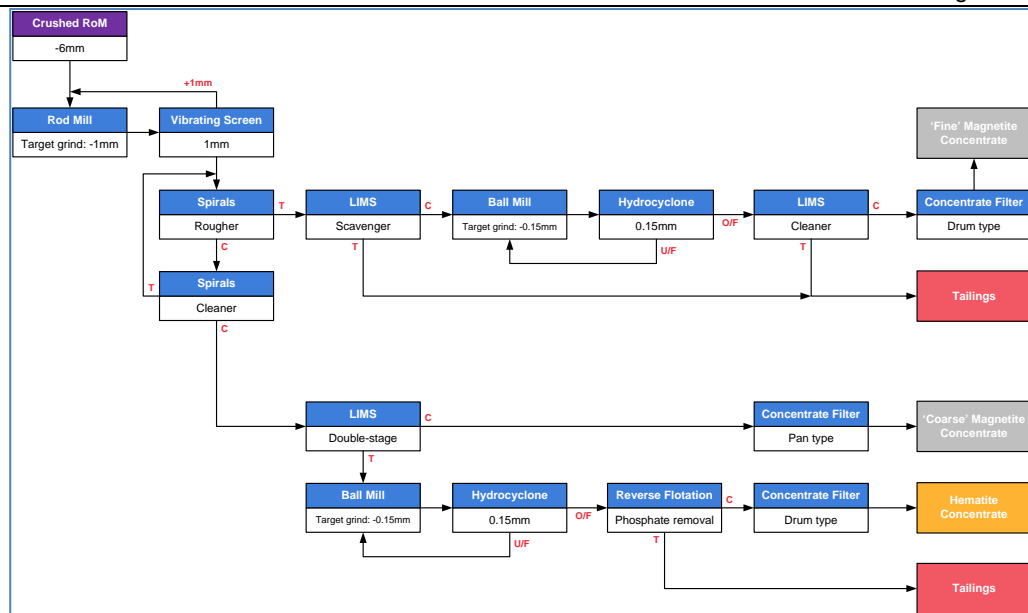 Crushed RoM
-6mm
+1mm
Rod Mill
Target grind: -1mm
Vibrating Screen
1mm
'Fine' Magnetite
Concentrate
Spirals
Rougher
T
C
LIMS
Scavenger
C
T
Ball Mill
Target grind: -0.15mm
Hydrocyclone
0.15mm
O/F
U/F
LIMS
Cleaner
C
T
Concentrate Filter
Drum type
Spirals
Cleaner
T
C
Tailings
LIMS
Double-stage
C
T
Concentrate Filter
Pan type
'Coarse' Magnetite
Concentrate
Ball Mill
Target grind: -0.15mm
Hydrocyclone
0.15mm
O/F
U/F
Reverse Flotation
Phosphate removal
C
T
Concentrate Filter
Drum type
Hematite
Concentrate
Tailings